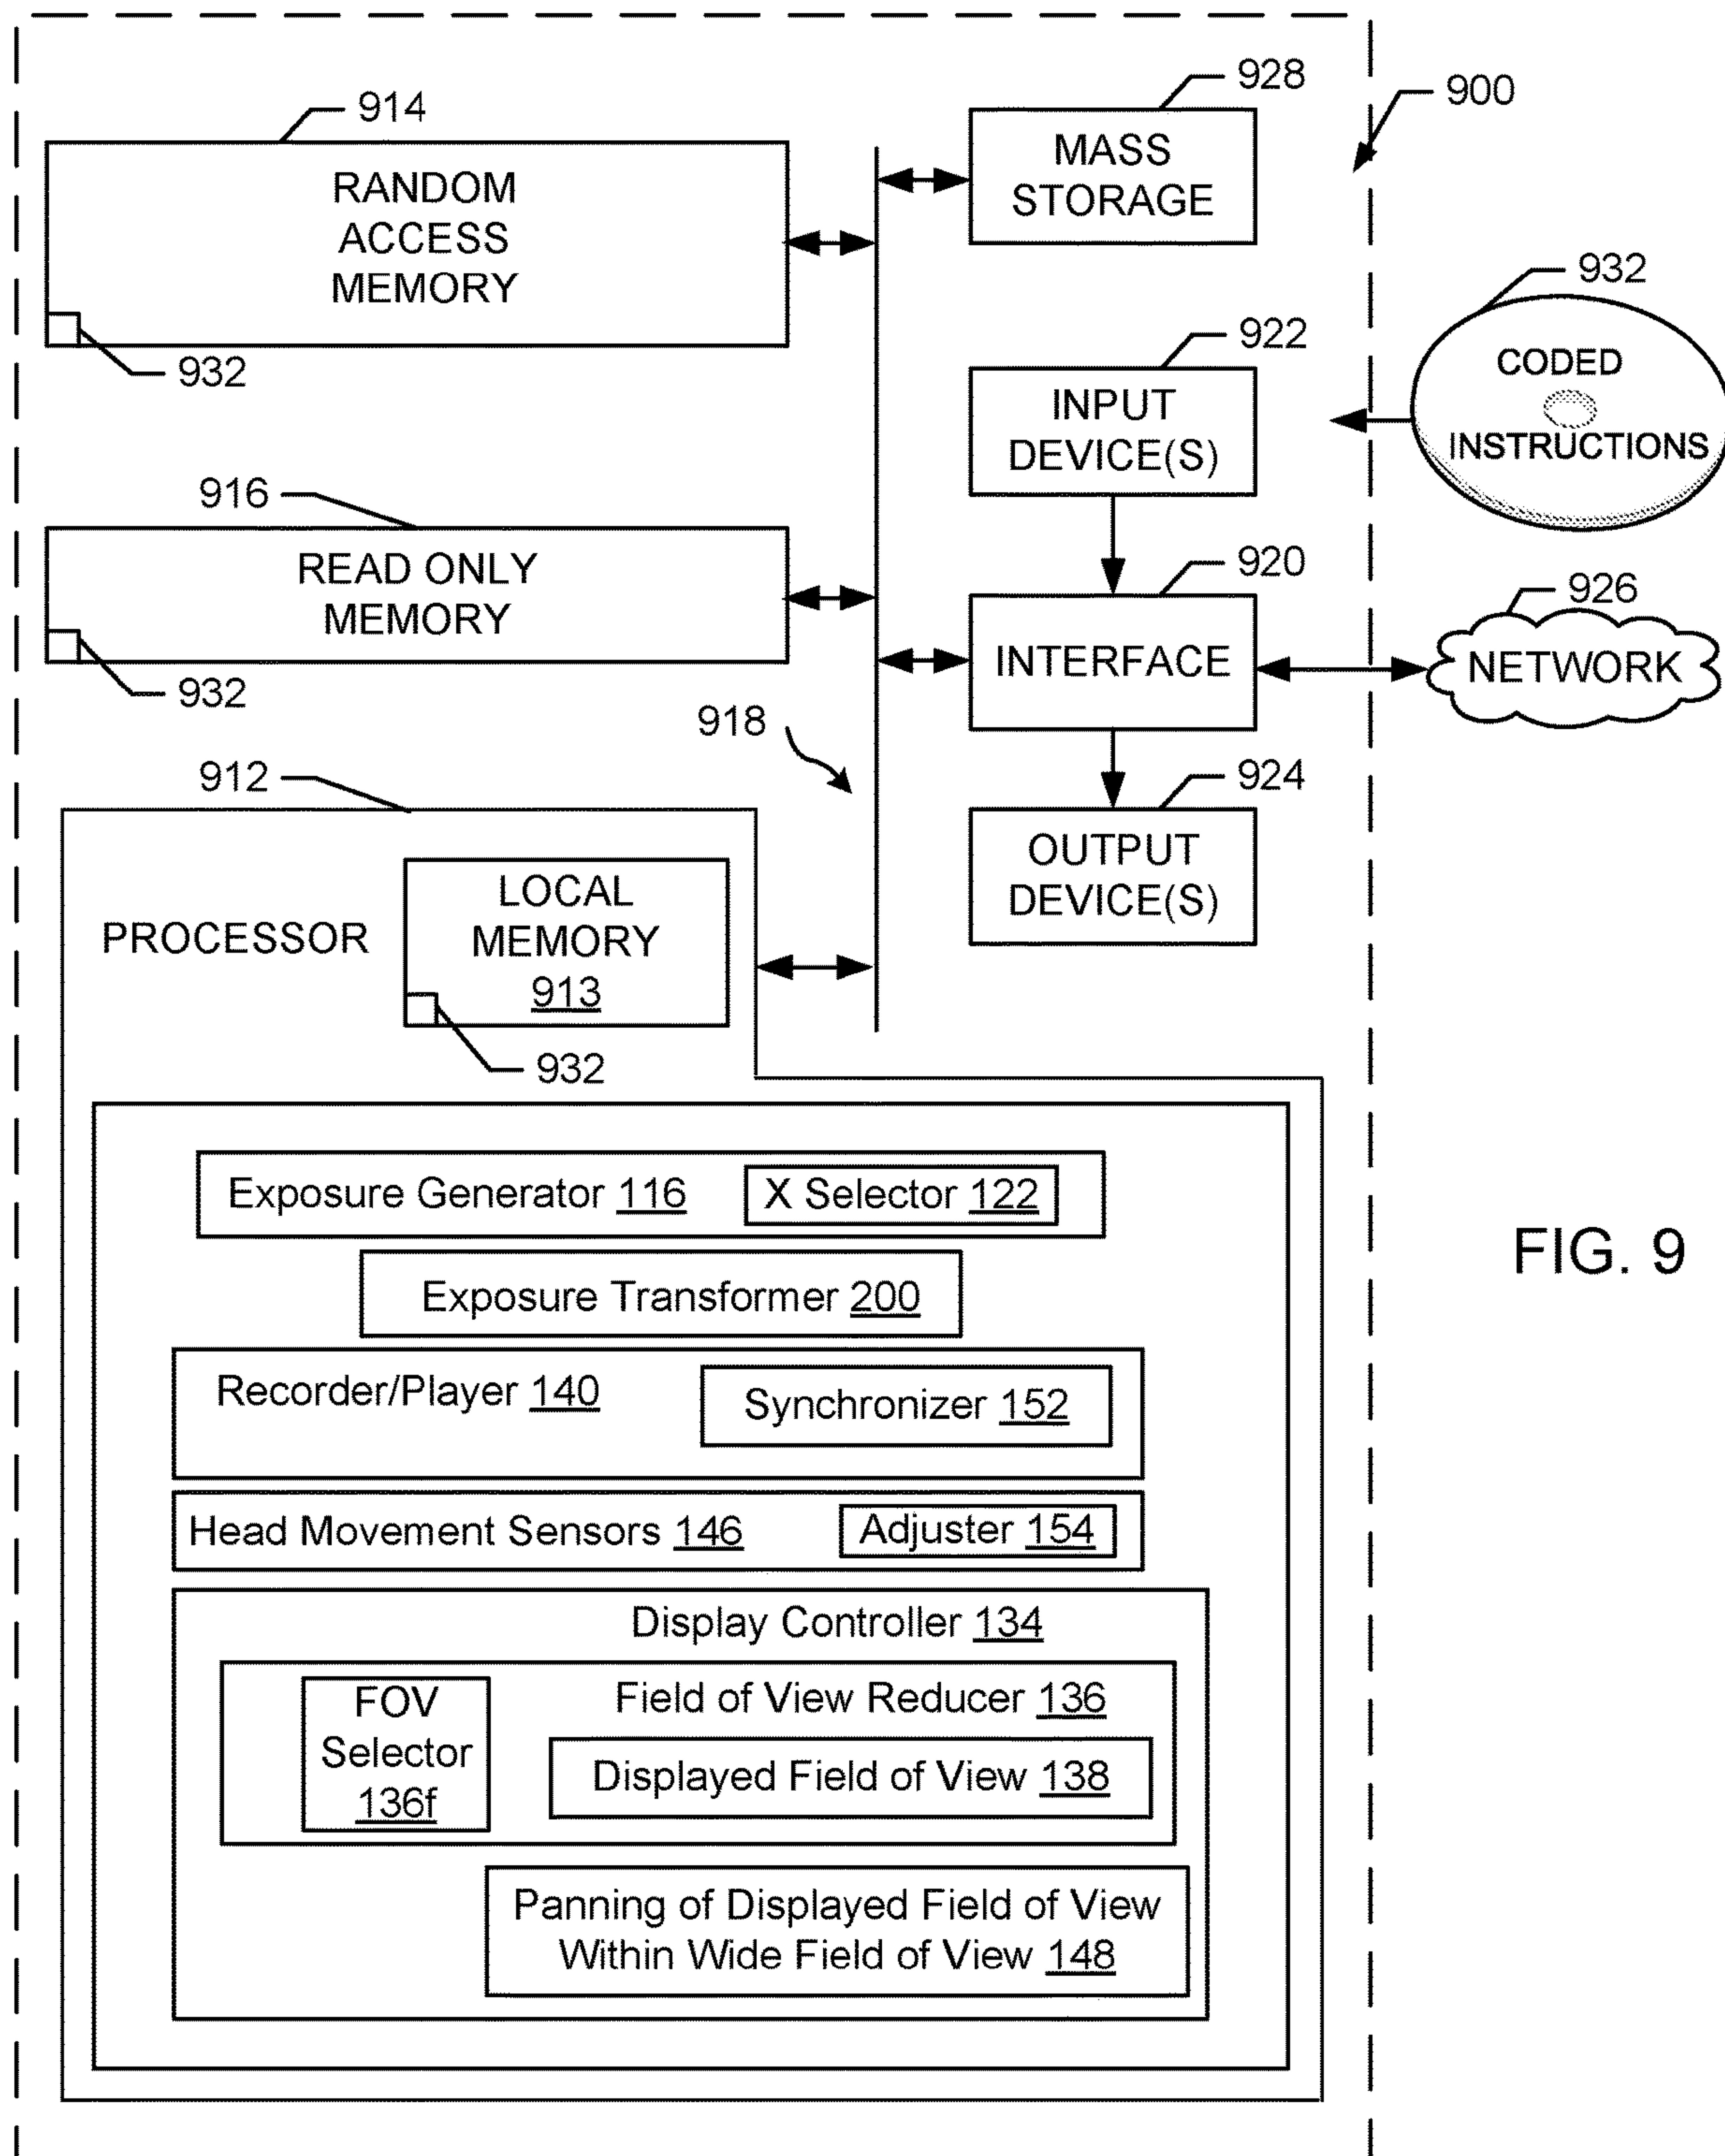 900
914
RANDOM
ACCESS
MEMORY
932
928
MASS
STORAGE
932
CODED
INSTRUCTIONS
922
INPUT
DEVICE(S)
916
READ ONLY
MEMORY
932
920
INTERFACE
926
NETWORK
918
924
OUTPUT
DEVICE(S)
912
PROCESSOR
LOCAL
MEMORY
913
932
Exposure Generator 116
X Selector 122
Exposure Transformer 200
Recorder/Player 140
Synchronizer 152
Head Movement Sensors 146
Adjuster 154
Display Controller 134
Field of View Reducer 136
FOV
Selector
136f
Displayed Field of View 138
Panning of Displayed Field of View
Within Wide Field of View 148
FIG. 9